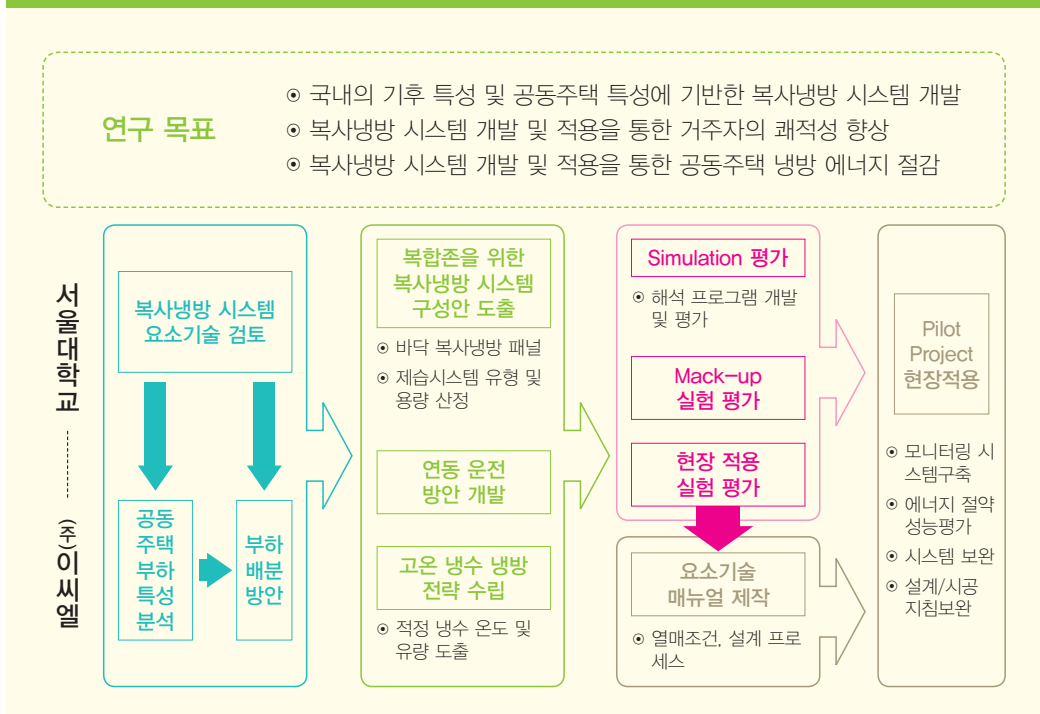 연구 목표
⊙ 국내의 기후 특성 및 공동주택 특성에 기반한 복사냉방 시스템 개발
⊙ 복사냉방 시스템 개발 및 적용을 통한 거주자의 쾌적성 향상
⊙ 복사냉방 시스템 개발 및 적용을 통한 공동주택 냉방 에너지 절감
서울대학교
(주)이씨엘
복사냉방 시스템
요소기술 검토
공동
주택
부하
특성
분석
부하
배분
방안
복합존을 위한
복사냉방 시스템
구성안 도출
⊙ 바닥 복사냉방 패널
⊙ 제습시스템 유형 및
용량 산정
연동 운전
방안 개발
고온 냉수 냉방
전략 수립
⊙ 적정 냉수 온도 및
유량 도출
Simulation 평가
⊙ 해석 프로그램 개발
및 평가
Mack-up
실험 평가
현장 적용
실험 평가
요소기술
매뉴얼 제작
⊙ 열매조건, 설계 프로
세스
Pilot
Project
현장적용
⊙ 모니터링 시
스템구축
⊙ 에너지 절약
성능평가
⊙ 시스템 보완
⊙ 설계/시공
지침보완